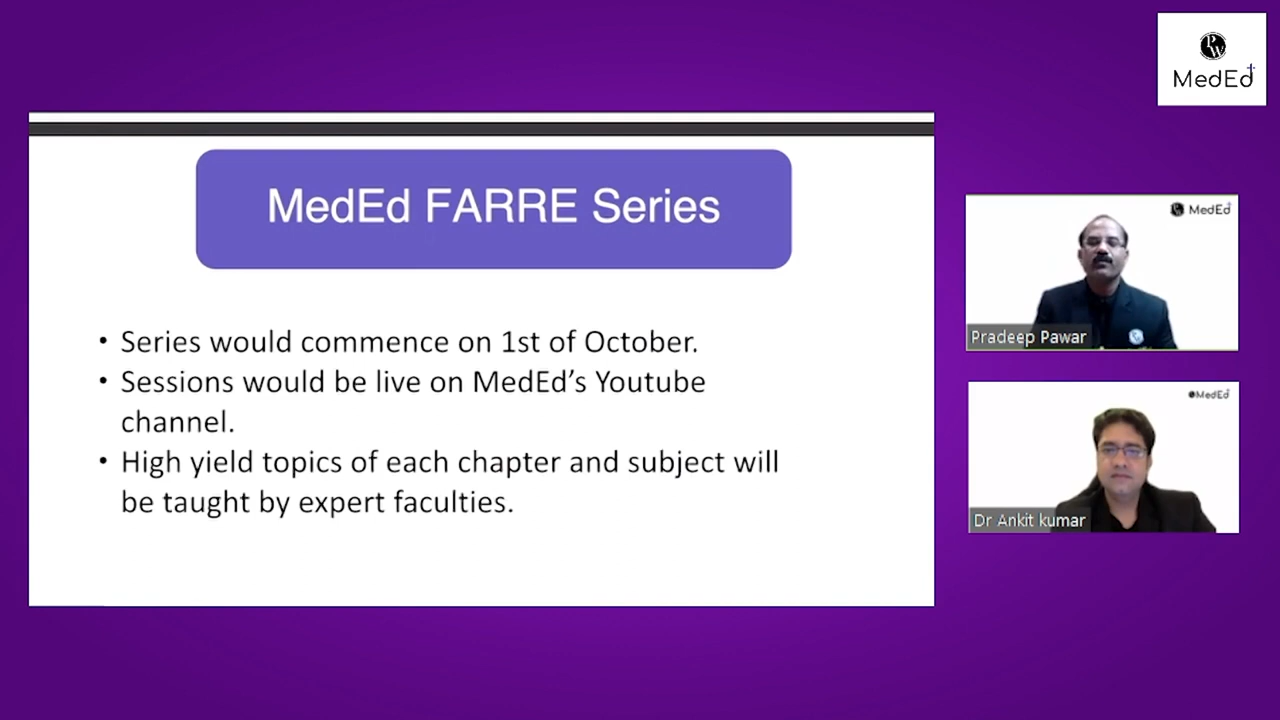 PW
MedEd
MedEd FARRE Series
• Series would commence on 1st of October.
• Sessions would be live on MedEd’s Youtube
channel.
• High yield topics of each chapter and subject will
be taught by expert faculties.
MedEd
Pradeep Pawar
MedEd
Dr Ankit kumar